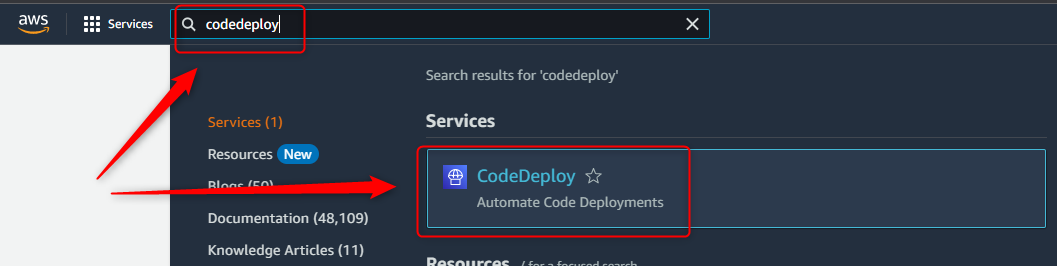 aws
Services
codedeploy
Search results for 'codedeploy'
Services (1)
Resources New
Blogs (50)
Documentation (48,109)
Knowledge Articles (11)
Services
CodeDeploy
Automate Code Deployments
Resources / for a focused search